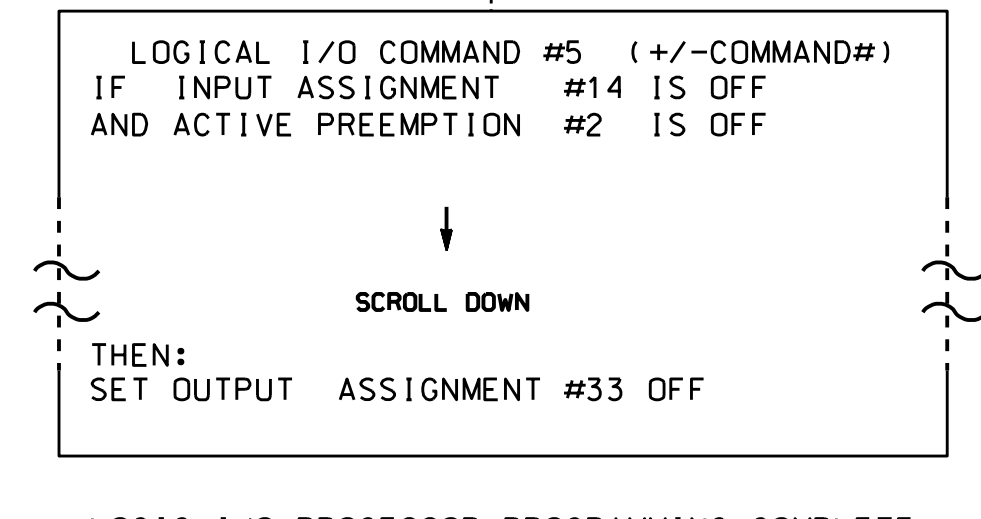 LOGICAL I/O COMMAND #5 (+/-COMMAND#)
IF INPUT ASSIGNMENT #14 IS OFF
AND ACTIVE PREEMPTION #2 IS OFF
SCROLL DOWN
THEN:
SET OUTPUT ASSIGNMENT #33 OFF